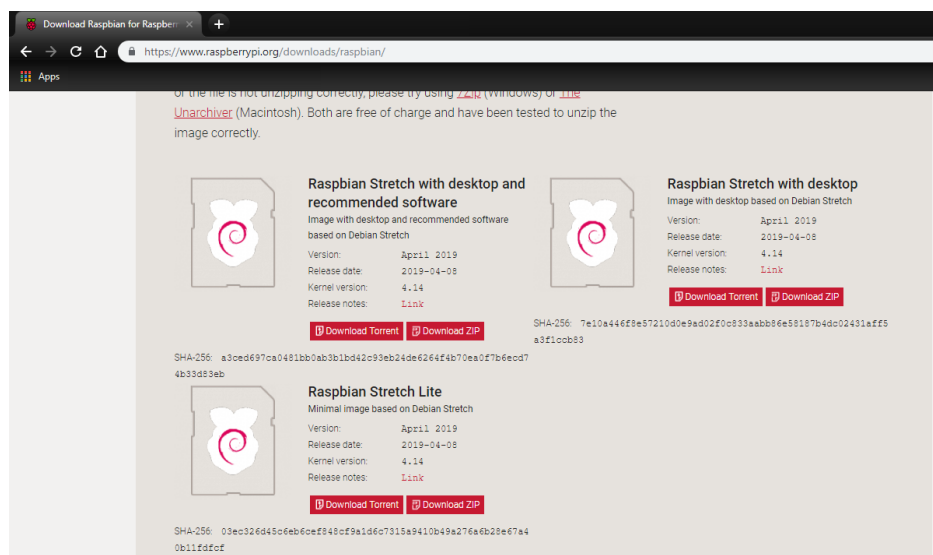 Download Raspbian for Raspberr
https://www.raspberrypi.org/downloads/raspbian/
Apps
or the file is not unzipping correctly, please try using 7Zip (Windows) or The
Unarchiver (Macintosh). Both are free of charge and have been tested to unzip the
image correctly.
Raspbian Stretch with desktop and
recommended software
Image with desktop and recommended software
based on Debian Stretch
Version: April 2019
Release date: 2019-04-08
Kernel version: 4.14
Release notes: Link
Download Torrent Download ZIP
SHA-256: a3ced697ca0481bb0ab3b1bd42c93eb24de6264f4b70ea0f7b6ecd7
4b33d83eb
Raspbian Stretch with desktop
Image with desktop based on Debian Stretch
Version: April 2019
Release date: 2019-04-08
Kernel version: 4.14
Release notes: Link
Download Torrent Download ZIP
SHA-256: 7e10a446f8e57210d0e9ad02f0c833aabb86e58187b4dc02431aff5
a3f1ccb83
Raspbian Stretch Lite
Minimal image based on Debian Stretch
Version: April 2019
Release date: 2019-04-08
Kernel version: 4.14
Release notes: Link
Download Torrent Download ZIP
SHA-256: 03ec326d45c6eb6cef848cf9a1d6c7315a9410b49a276a6b28e67a4
0b11fdfcf